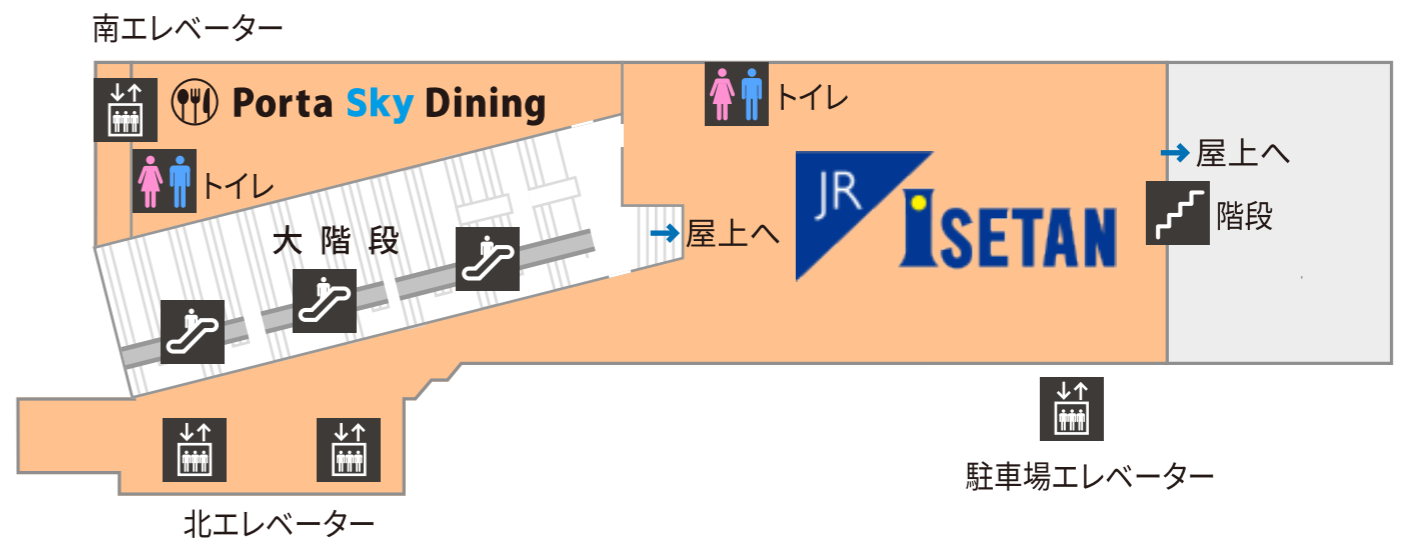 南エレベーター
Porta Sky Dining
トイレ
トイレ
屋上へ
階段
大階段
屋上へ
JR
ISETAN
駐車場エレベーター
北エレベーター